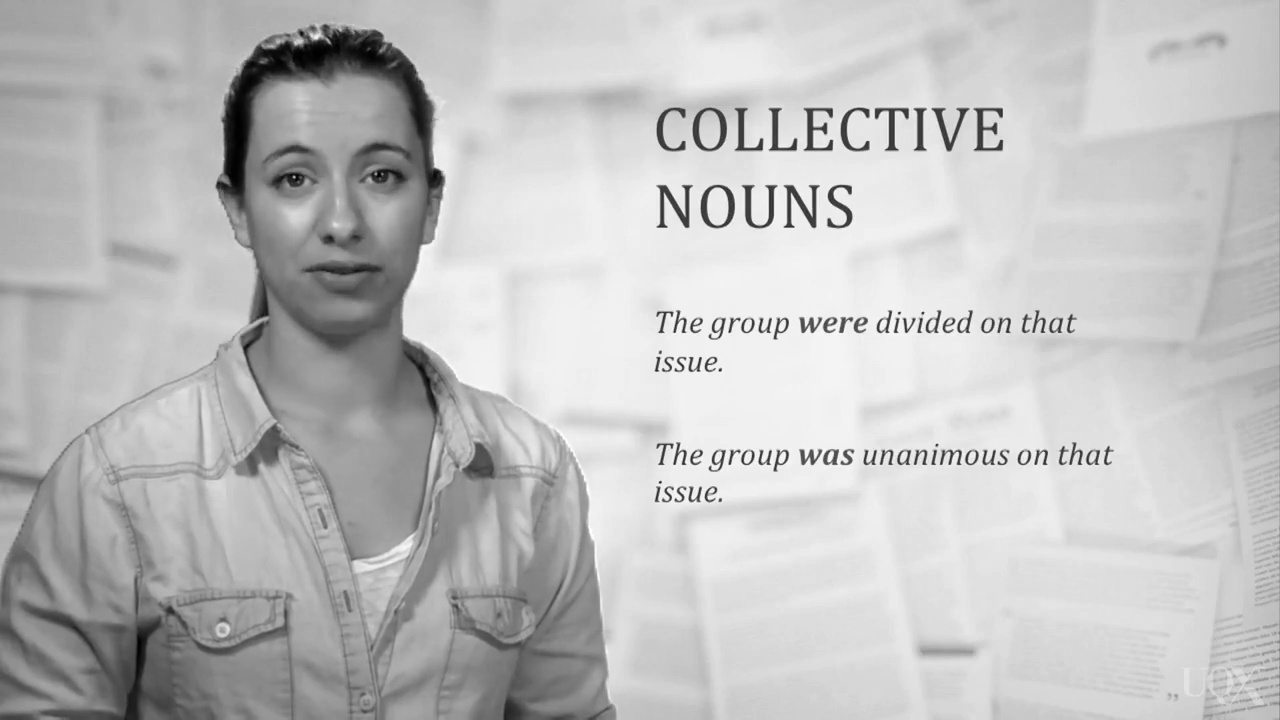 COLLECTIVE
NOUNS
The group were divided on that
issue.
The group was unanimous on that
issue.
UQX